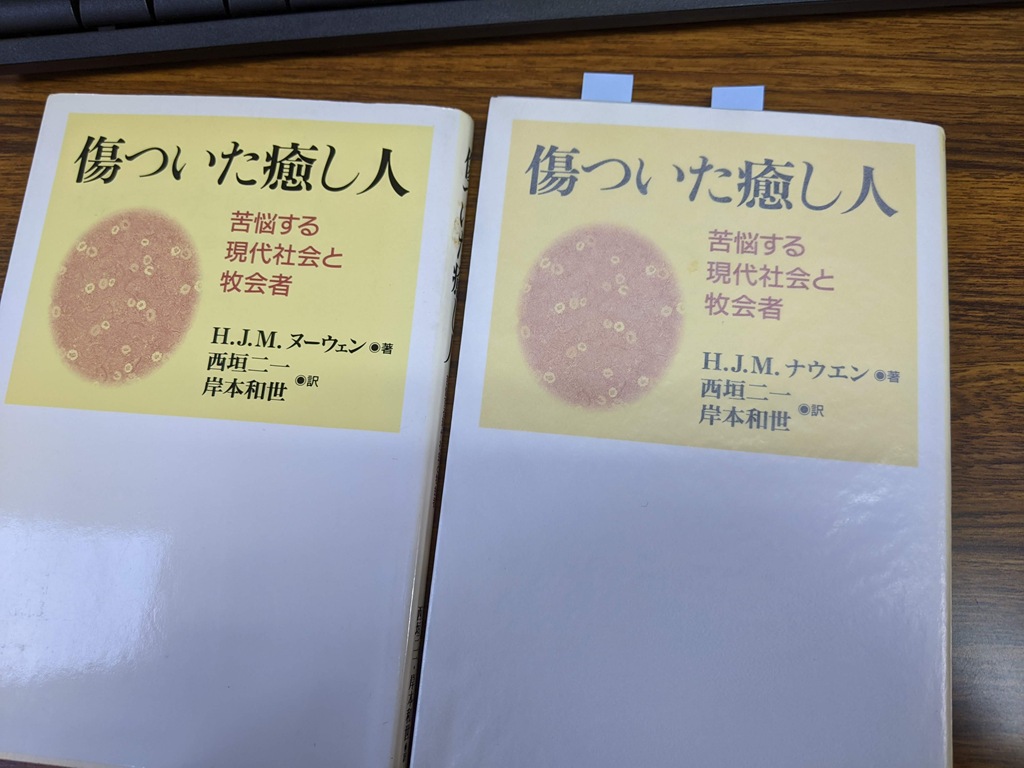 傷ついた癒し人
苦悩する
現代社会と
牧会者
H.J.M. ヌーウェン◉著
西垣二一
岸本和世
◉訳
傷ついた癒し人
苦悩する
現代社会と
牧会者
H.J.M. ナウエン◉著
西垣二一
岸本和世
◉訳